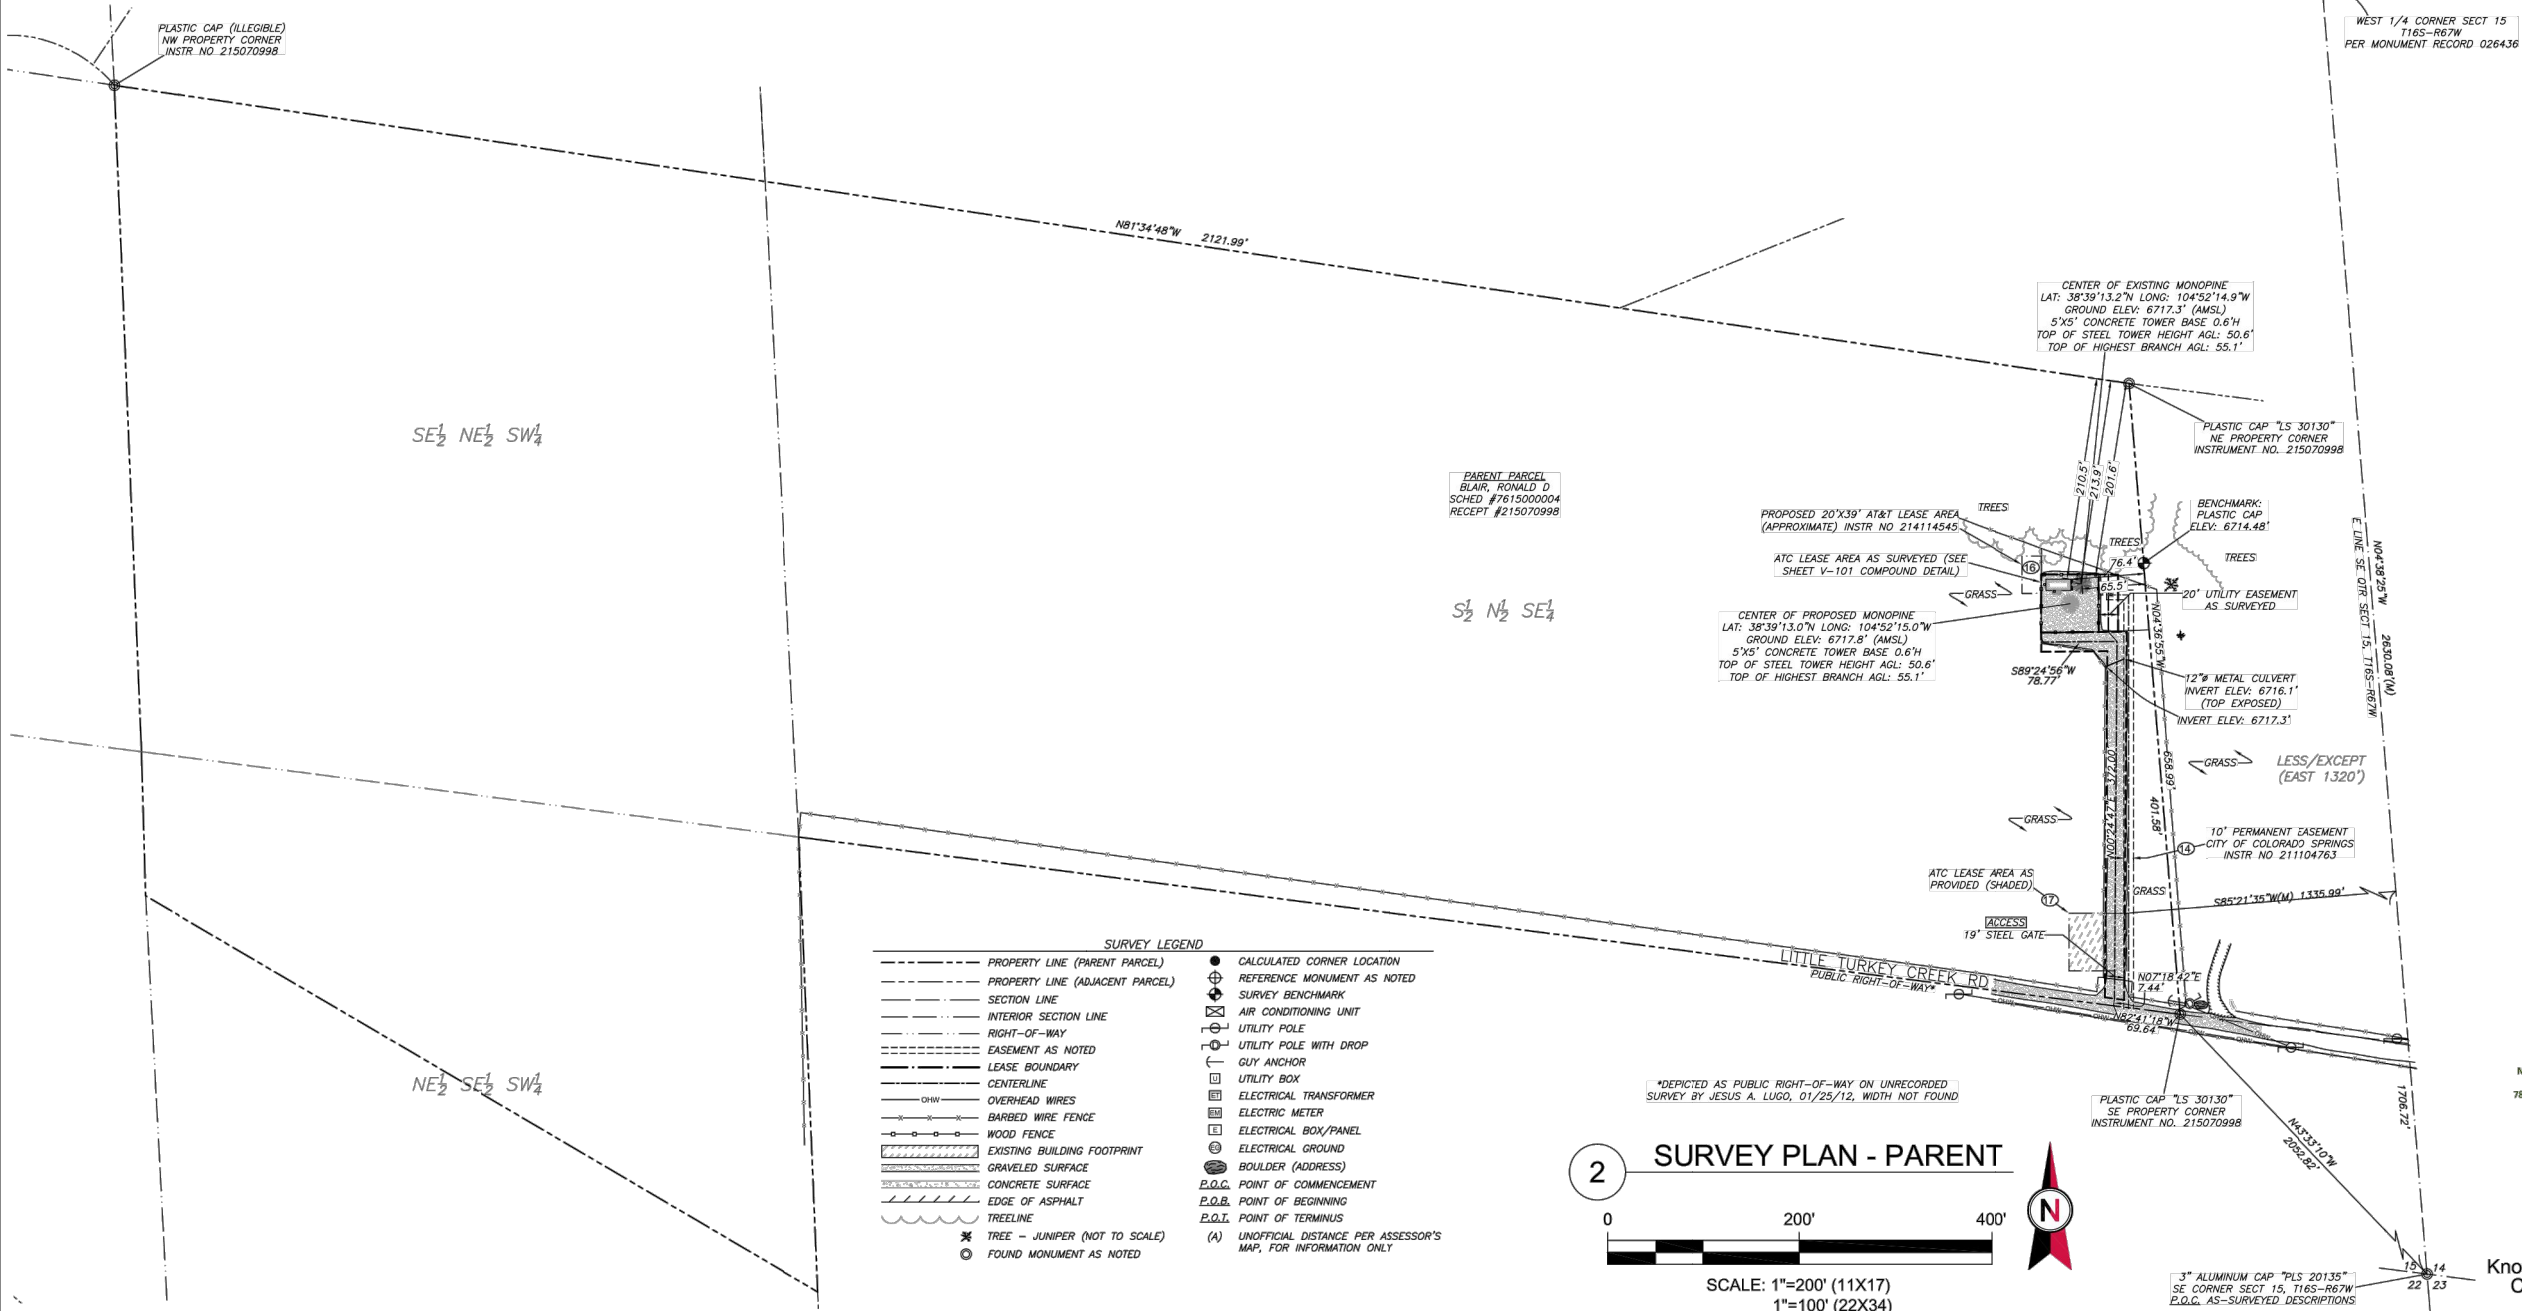 PLASTIC CAP (ILLEGIBLE)
NW PROPERTY CORNER
INSTR NO 215070998
WEST 1/4 CORNER SECT 15
T16S-R67W
PER MONUMENT RECORD 026436
N81°34'48"W 2121.99'
CENTER OF EXISTING MONOPINE
LAT: 38°39'13.2"N LONG: 104°52'14.9"W
GROUND ELEV: 6717.3' (AMSL)
5'X5' CONCRETE TOWER BASE 0.6'H
TOP OF STEEL TOWER HEIGHT AGL: 50.6'
TOP OF HIGHEST BRANCH AGL: 55.1'
PLASTIC CAP "LS 30130"
NE PROPERTY CORNER
INSTRUMENT NO. 215070998
210.5'
213.9'
201.6'
SE½ NE½ SW¼
PARENT PARCEL
BLAIR, RONALD D
SCHED #7615000004
RECEPT #215070998
S½ N½ SE¼
PROPOSED 20'X39' AT&T LEASE AREA
(APPROXIMATE) INSTR NO 214114545
TREES
BENCHMARK:
PLASTIC CAP
ELEV: 6714.48'
TREES
TREES
76.4'
65.5'
16
ATC LEASE AREA AS SURVEYED (SEE
SHEET V-101 COMPOUND DETAIL)
GRASS
20' UTILITY EASEMENT
AS SURVEYED
CENTER OF PROPOSED MONOPINE
LAT: 38°39'13.0"N LONG: 104°52'15.0"W
GROUND ELEV: 6717.8' (AMSL)
5'X5' CONCRETE TOWER BASE 0.6'H
TOP OF STEEL TOWER HEIGHT AGL: 50.6'
TOP OF HIGHEST BRANCH AGL: 55.1'
S89°24'56"W
78.77'
N04°36'55"W
658.99'
401.58'
N00°24'47"E 372.00'
12"ø METAL CULVERT
INVERT ELEV: 6716.1'
(TOP EXPOSED)
INVERT ELEV: 6717.3'
E LINE SE QTR SECT 15, T16S-R67W
N04°38'25"W 2630.08'(M)
GRASS
LESS/EXCEPT
(EAST 1320')
GRASS
14
10' PERMANENT EASEMENT
CITY OF COLORADO SPRINGS
INSTR NO 211104763
ATC LEASE AREA AS
PROVIDED (SHADED)
17
GRASS
S85°21'35"W(M) 1335.99'
ACCESS
19' STEEL GATE
LITTLE TURKEY CREEK RD
PUBLIC RIGHT-OF-WAY*
N07°18'42"E
7.44'
N82°41'18"W
69.64'
OHW
OHW
NE½ SE½ SW¼
SURVEY LEGEND
PROPERTY LINE (PARENT PARCEL)
PROPERTY LINE (ADJACENT PARCEL)
SECTION LINE
INTERIOR SECTION LINE
RIGHT-OF-WAY
EASEMENT AS NOTED
LEASE BOUNDARY
CENTERLINE
OHW OVERHEAD WIRES
BARBED WIRE FENCE
WOOD FENCE
EXISTING BUILDING FOOTPRINT
GRAVELED SURFACE
CONCRETE SURFACE
EDGE OF ASPHALT
TREELINE
TREE - JUNIPER (NOT TO SCALE)
FOUND MONUMENT AS NOTED
CALCULATED CORNER LOCATION
REFERENCE MONUMENT AS NOTED
SURVEY BENCHMARK
AIR CONDITIONING UNIT
UTILITY POLE
UTILITY POLE WITH DROP
GUY ANCHOR
U UTILITY BOX
ET ELECTRICAL TRANSFORMER
EM ELECTRIC METER
E ELECTRICAL BOX/PANEL
EG ELECTRICAL GROUND
BOULDER (ADDRESS)
P.O.C. POINT OF COMMENCEMENT
P.O.B. POINT OF BEGINNING
P.O.T. POINT OF TERMINUS
(A) UNOFFICIAL DISTANCE PER ASSESSOR'S
MAP, FOR INFORMATION ONLY
*DEPICTED AS PUBLIC RIGHT-OF-WAY ON UNRECORDED
SURVEY BY JESUS A. LUGO, 01/25/12, WIDTH NOT FOUND
PLASTIC CAP "LS 30130"
SE PROPERTY CORNER
INSTRUMENT NO. 215070998
1706.72'
N43°33'10"W
2052.82'
2 SURVEY PLAN - PARENT
N
0 200' 400'
SCALE: 1"=200' (11X17)
1"=100' (22X34)
3" ALUMINUM CAP "PLS 20135"
SE CORNER SECT 15, T16S-R67W
P.O.C. AS-SURVEYED DESCRIPTIONS
15 14
22 23
78
Kno